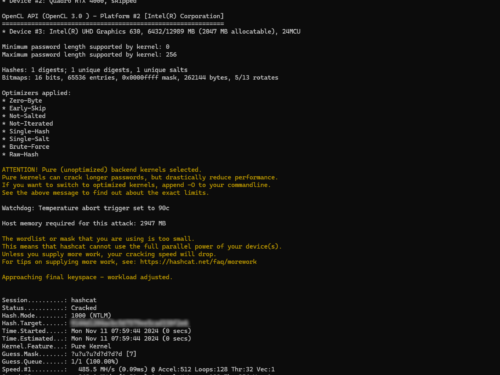 * Device #2: Quadro RTX 4000, skipped
OpenCL API (OpenCL 3.0 ) - Platform #2 [Intel(R) Corporation]
=============================================================
* Device #3: Intel(R) UHD Graphics 630, 6432/12989 MB (2047 MB allocatable), 24MCU
Minimum password length supported by kernel: 0
Maximum password length supported by kernel: 256
Hashes: 1 digests; 1 unique digests, 1 unique salts
Bitmaps: 16 bits, 65536 entries, 0x0000ffff mask, 262144 bytes, 5/13 rotates
Optimizers applied:
* Zero-Byte
* Early-Skip
* Not-Salted
* Not-Iterated
* Single-Hash
* Single-Salt
* Brute-Force
* Raw-Hash
ATTENTION! Pure (unoptimized) backend kernels selected.
Pure kernels can crack longer passwords, but drastically reduce performance.
If you want to switch to optimized kernels, append -O to your commandline.
See the above message to find out about the exact limits.
Watchdog: Temperature abort trigger set to 90c
Host memory required for this attack: 2947 MB
The wordlist or mask that you are using is too small.
This means that hashcat cannot use the full parallel power of your device(s).
Unless you supply more work, your cracking speed will drop.
For tips on supplying more work, see: https://hashcat.net/faq/morework
Approaching final keyspace - workload adjusted.
Session..........: hashcat
Status...........: Cracked
Hash.Mode........: 1000 (NTLM)
Hash.Target......:
Time.Started.....: Mon Nov 11 07:59:44 2024 (0 secs)
Time.Estimated...: Mon Nov 11 07:59:44 2024 (0 secs)
Kernel.Feature...: Pure Kernel
Guess.Mask.......: ?u?u?u?d?d?d?d [7]
Guess.Queue......: 1/1 (100.00%)
Speed.#1.........: 485.5 MH/s (0.09ms) @ Accel:512 Loops:128 Thr:32 Vec:1